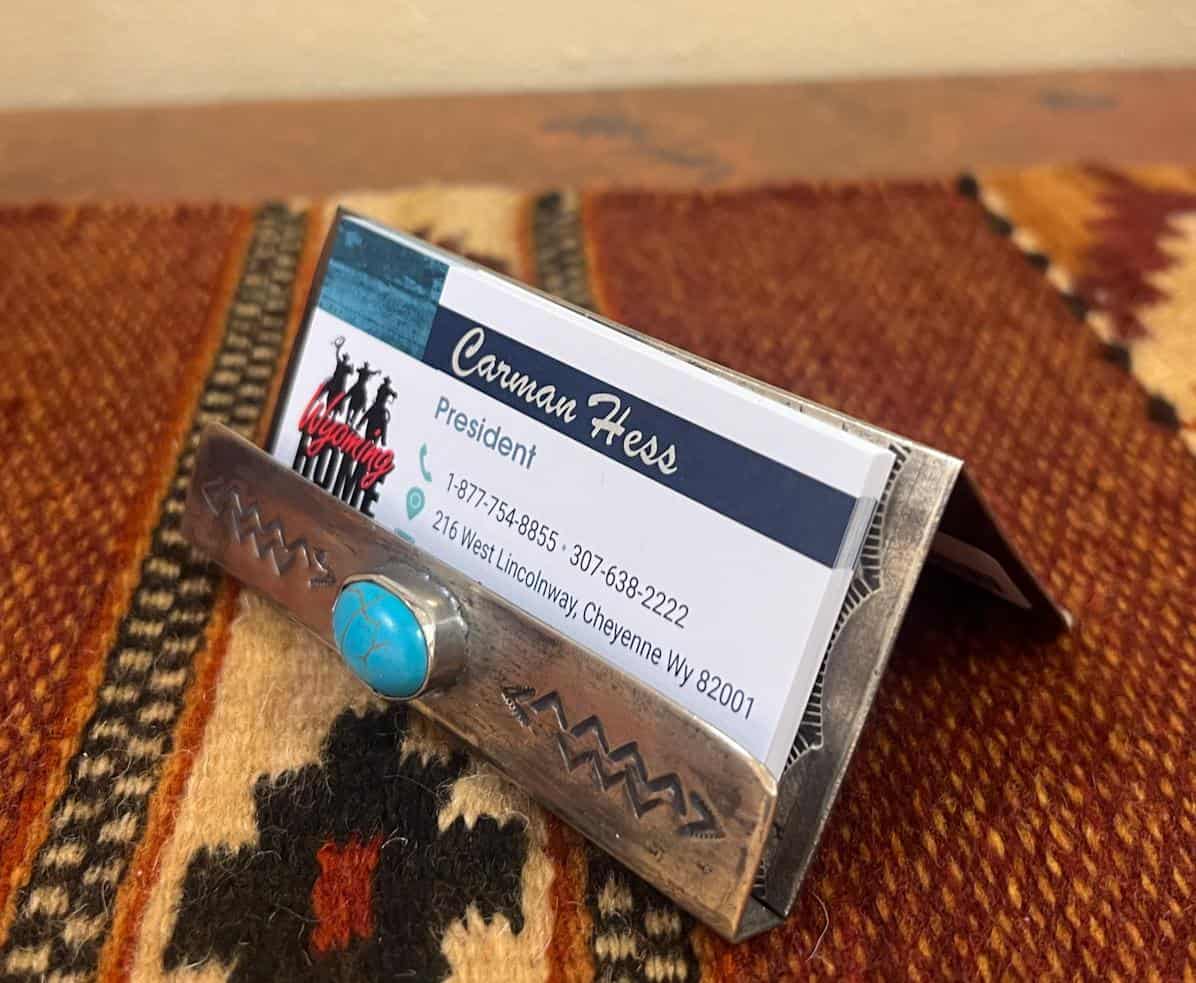 Carman Hess
President
Wyoming
HOME
1-877-754-8855 • 307-638-2222
216 West Lincolnway, Cheyenne Wy 82001